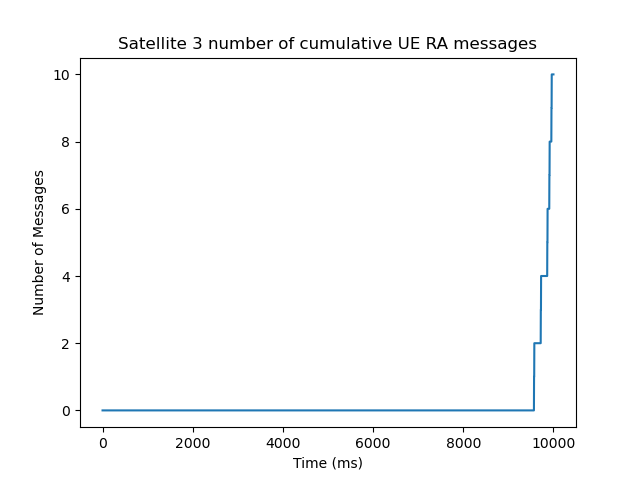 Satellite 3 number of cumulative UE RA messages
10
8
6
4
2
0
Number of Messages
0 2000 4000 6000 8000 10000
Time (ms)